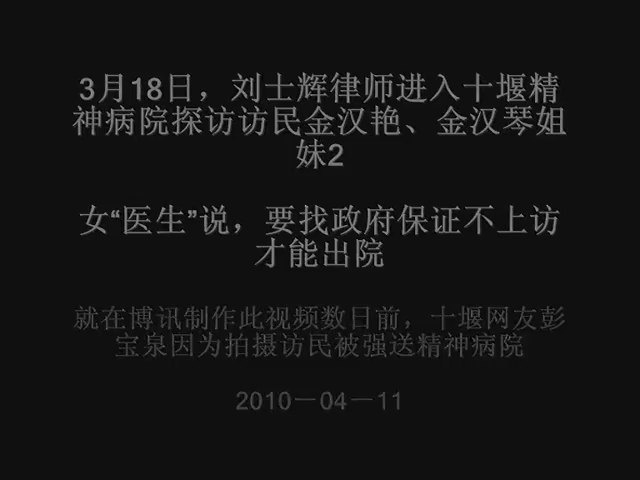 3月18日，刘士辉律师进入十堰精
神病院探访访民金汉艳、金汉琴姐
妹2
女“医生”说，要找政府保证不上访
才能出院
就在博讯制作此视频数日前，十堰网友彭
宝泉因为拍摄访民被强送精神病院
2010－04－11